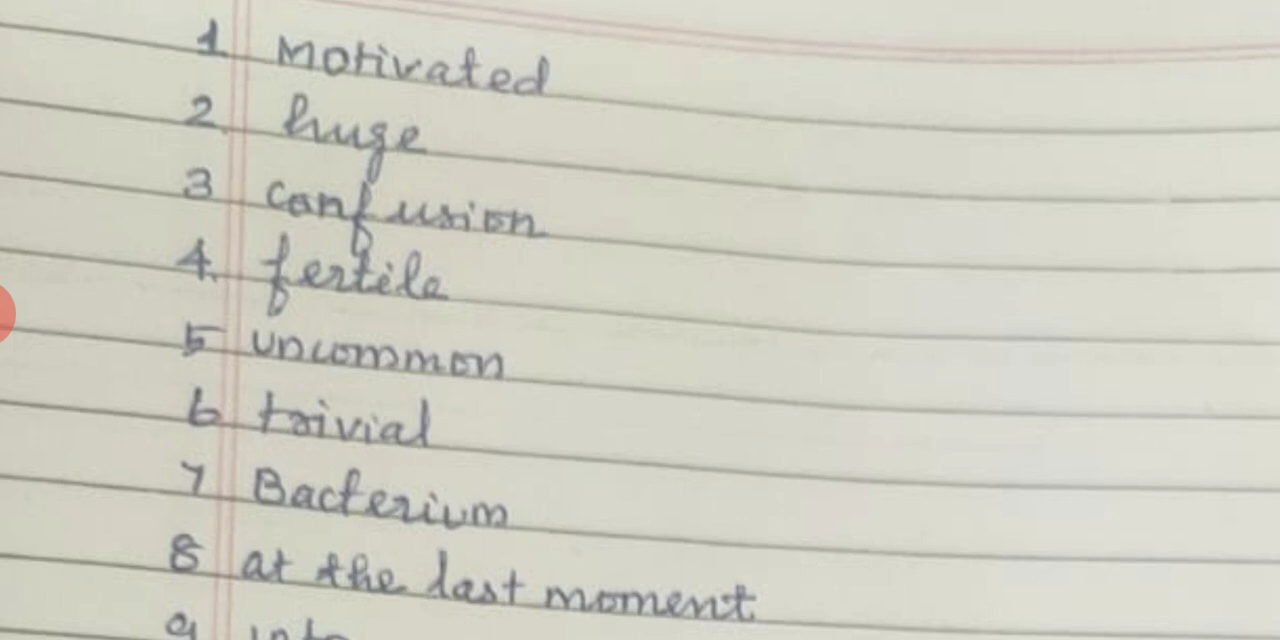 1 Motivated
2. huge
3 confusion
4. fertile
5 uncommon
6 trivial
7 Bacterium
8 at the last moment
9